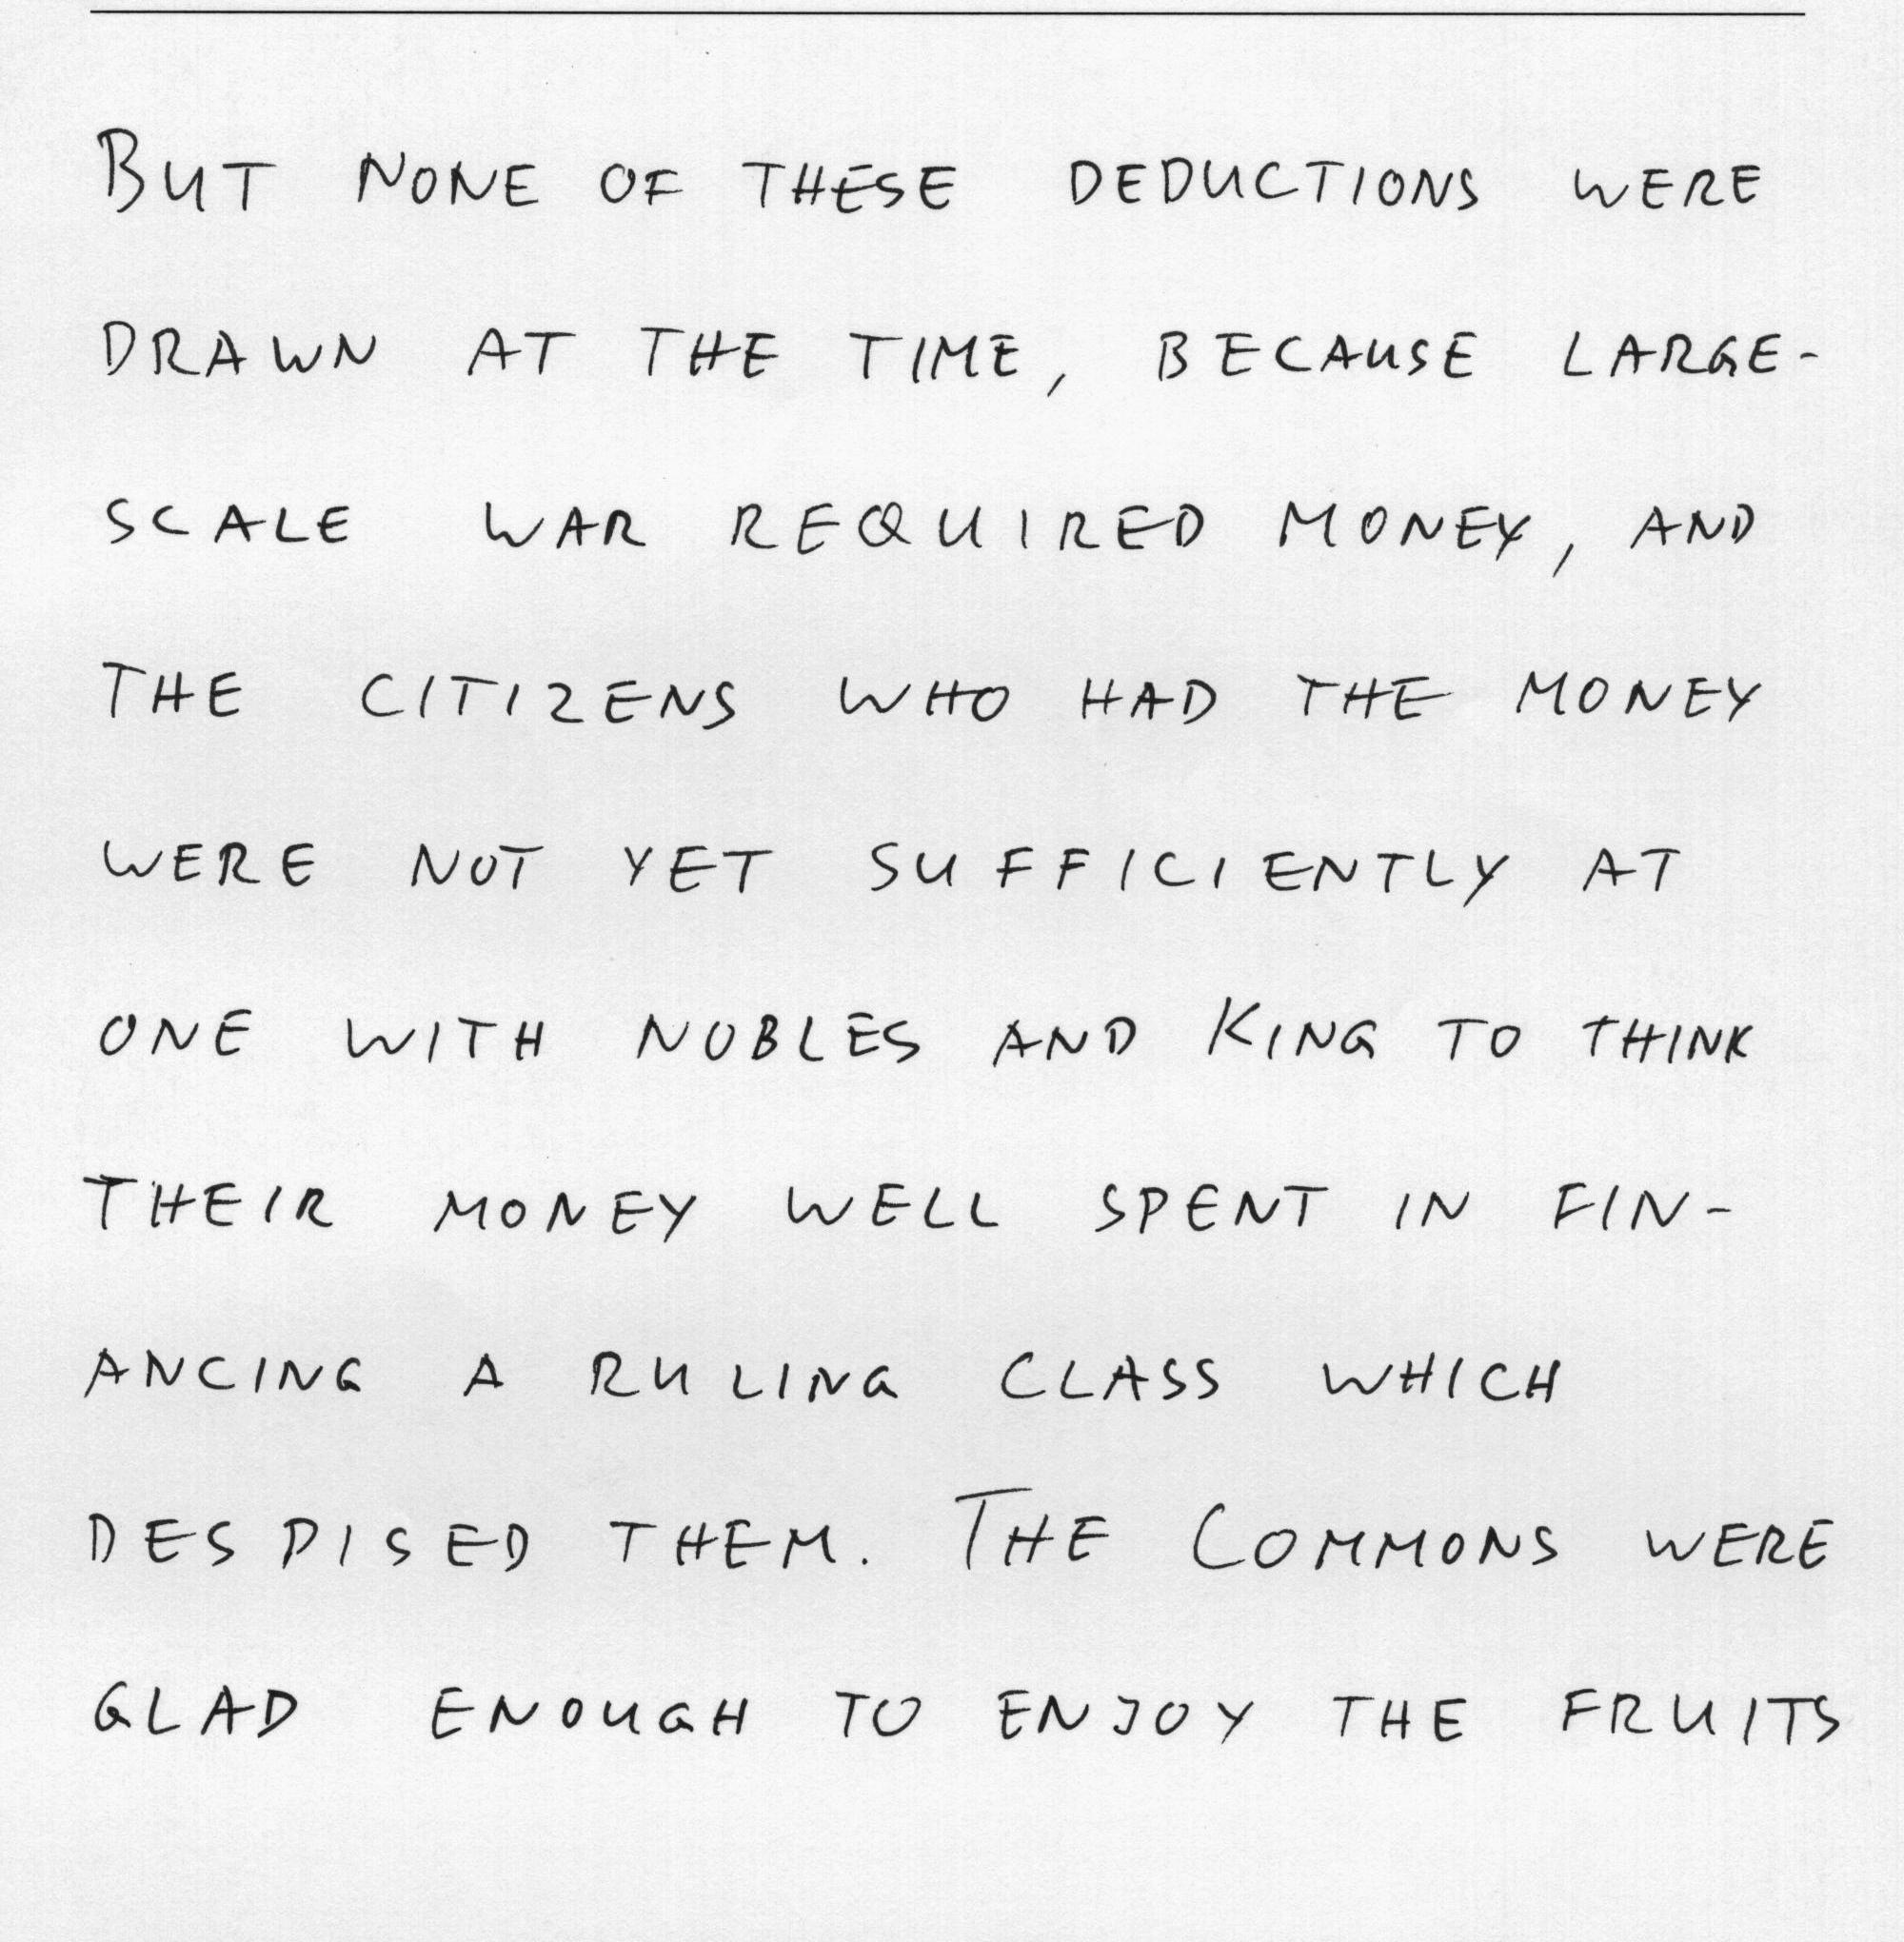 BUT NONE OF THESE DEDUCTIONS WERE
DRAWN AT THE TIME, BECAUSE LARGE-
SCALE WAR REQUIRED MONEY, AND
THE CITIZENS WHO HAD THE MONEY
WERE NOT YET SUFFICIENTLY AT
ONE WITH NOBLES AND KING TO THINK
THEIR MONEY WELL SPENT IN FIN-
ANCING A RULING CLASS WHICH
DESPISED THEM. THE COMMONS WERE
GLAD ENOUGH TO ENJOY THE FRUITS